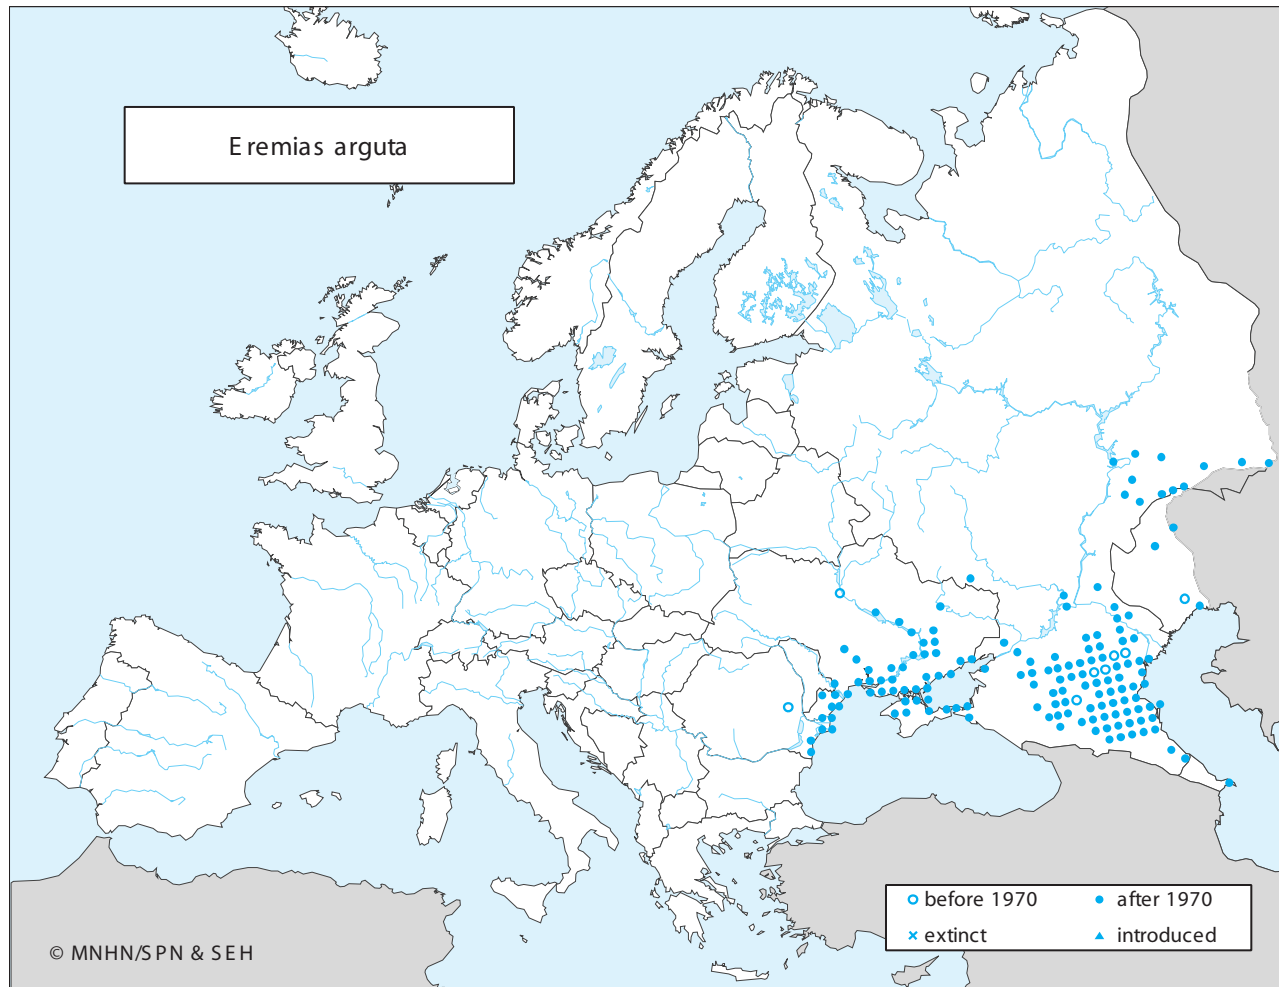 Eremias arguta
before 1970
after 1970
extinct
introduced
© MNHN/SPN & SEH